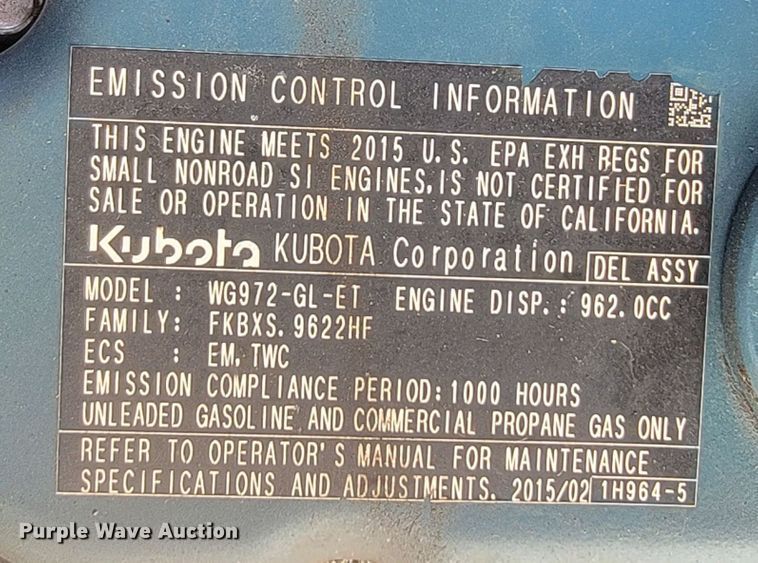 EMISSION CONTROL INFORMATION
THIS ENGINE MEETS 2015 U.S. EPA EXH REGS FOR
SMALL NONROAD SI ENGINES, IS NOT CERTIFIED FOR
SALE OR OPERATION IN THE STATE OF CALIFORNIA.
Kubota KUBOTA Corporation DEL ASSY
MODEL : WG972-GL-ET ENGINE DISP.: 962.0CC
FAMILY: FKBXS.9622HF
ECS : EM, TWC
EMISSION COMPLIANCE PERIOD: 1000 HOURS
UNLEADED GASOLINE AND COMMERCIAL PROPANE GAS ONLY
REFER TO OPERATOR'S MANUAL FOR MAINTENANCE
SPECIFICATIONS AND ADJUSTMENTS. 2015/02 1H964-5
Purple Wave Auction